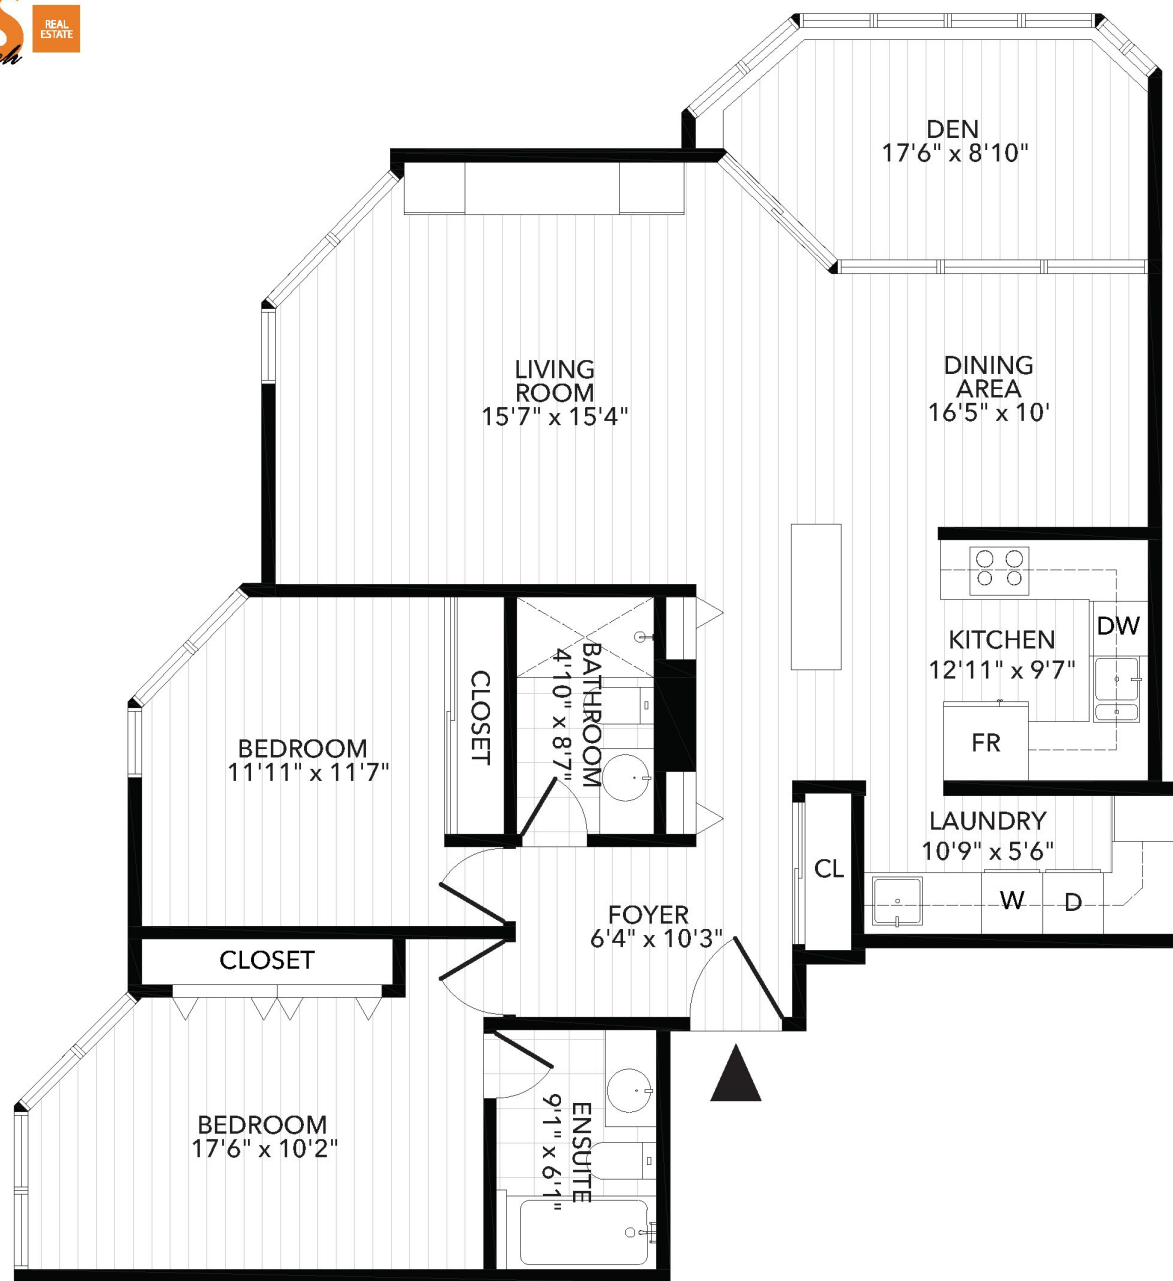 REAL
ESTATE
DEN
17'6" x 8'10"
LIVING
ROOM
15'7" x 15'4"
DINING
AREA
16'5" x 10'
KITCHEN
12'11" x 9'7"
DW
FR
BATHROOM
4'10" x 8'7"
CLOSET
BEDROOM
11'11" x 11'7"
LAUNDRY
10'9" x 5'6"
CL
W
D
FOYER
6'4" x 10'3"
CLOSET
BEDROOM
17'6" x 10'2"
ENSUITE
9'1" x 6'1"